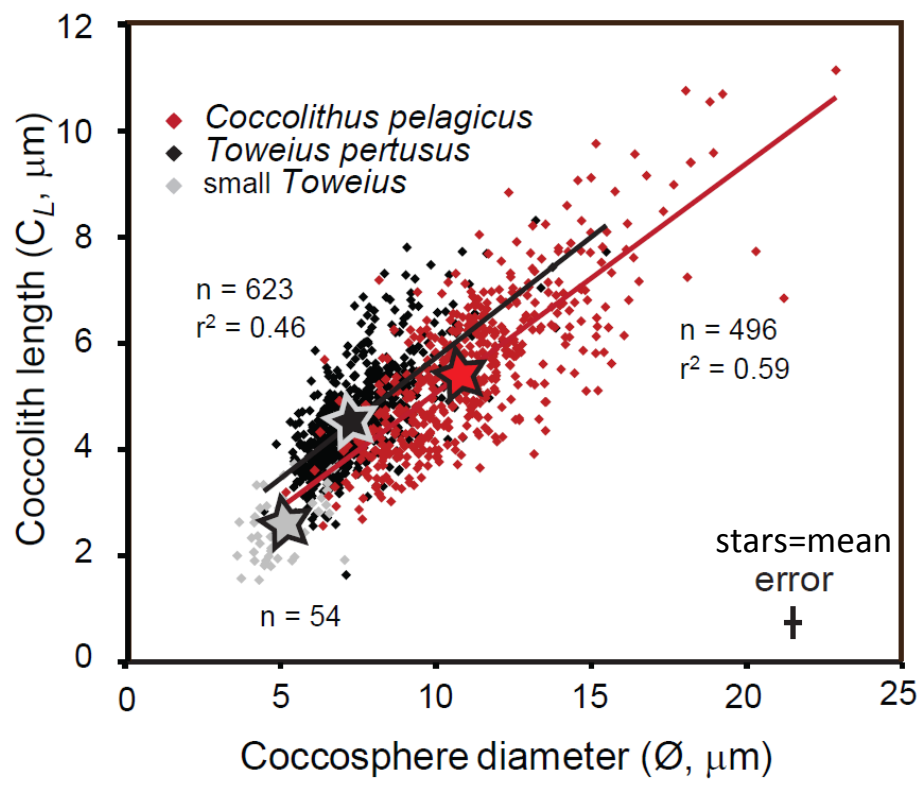 12
10
8
6
4
2
0
Coccolith length (C_L, μm)
Coccolithus pelagicus
Toweius pertusus
small Toweius
n = 623
r² = 0.46
n = 496
r² = 0.59
n = 54
stars=mean
error
0 5 10 15 20 25
Coccosphere diameter (Ø, μm)